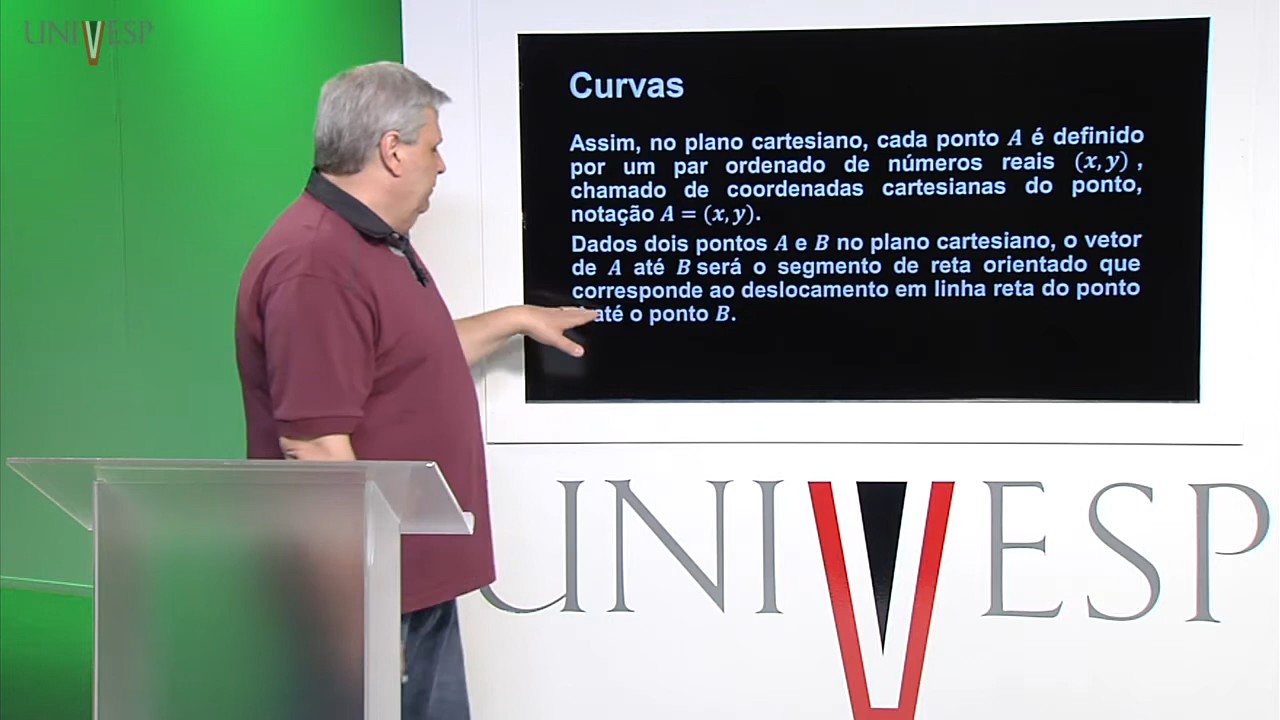 UNIVESP
Curvas
Assim, no plano cartesiano, cada ponto A é definido
por um par ordenado de números reais (x, y) ,
chamado de coordenadas cartesianas do ponto,
notação A = (x, y).
Dados dois pontos A e B no plano cartesiano, o vetor
de A até B será o segmento de reta orientado que
corresponde ao deslocamento em linha reta do ponto
até o ponto B.
UNIVESP